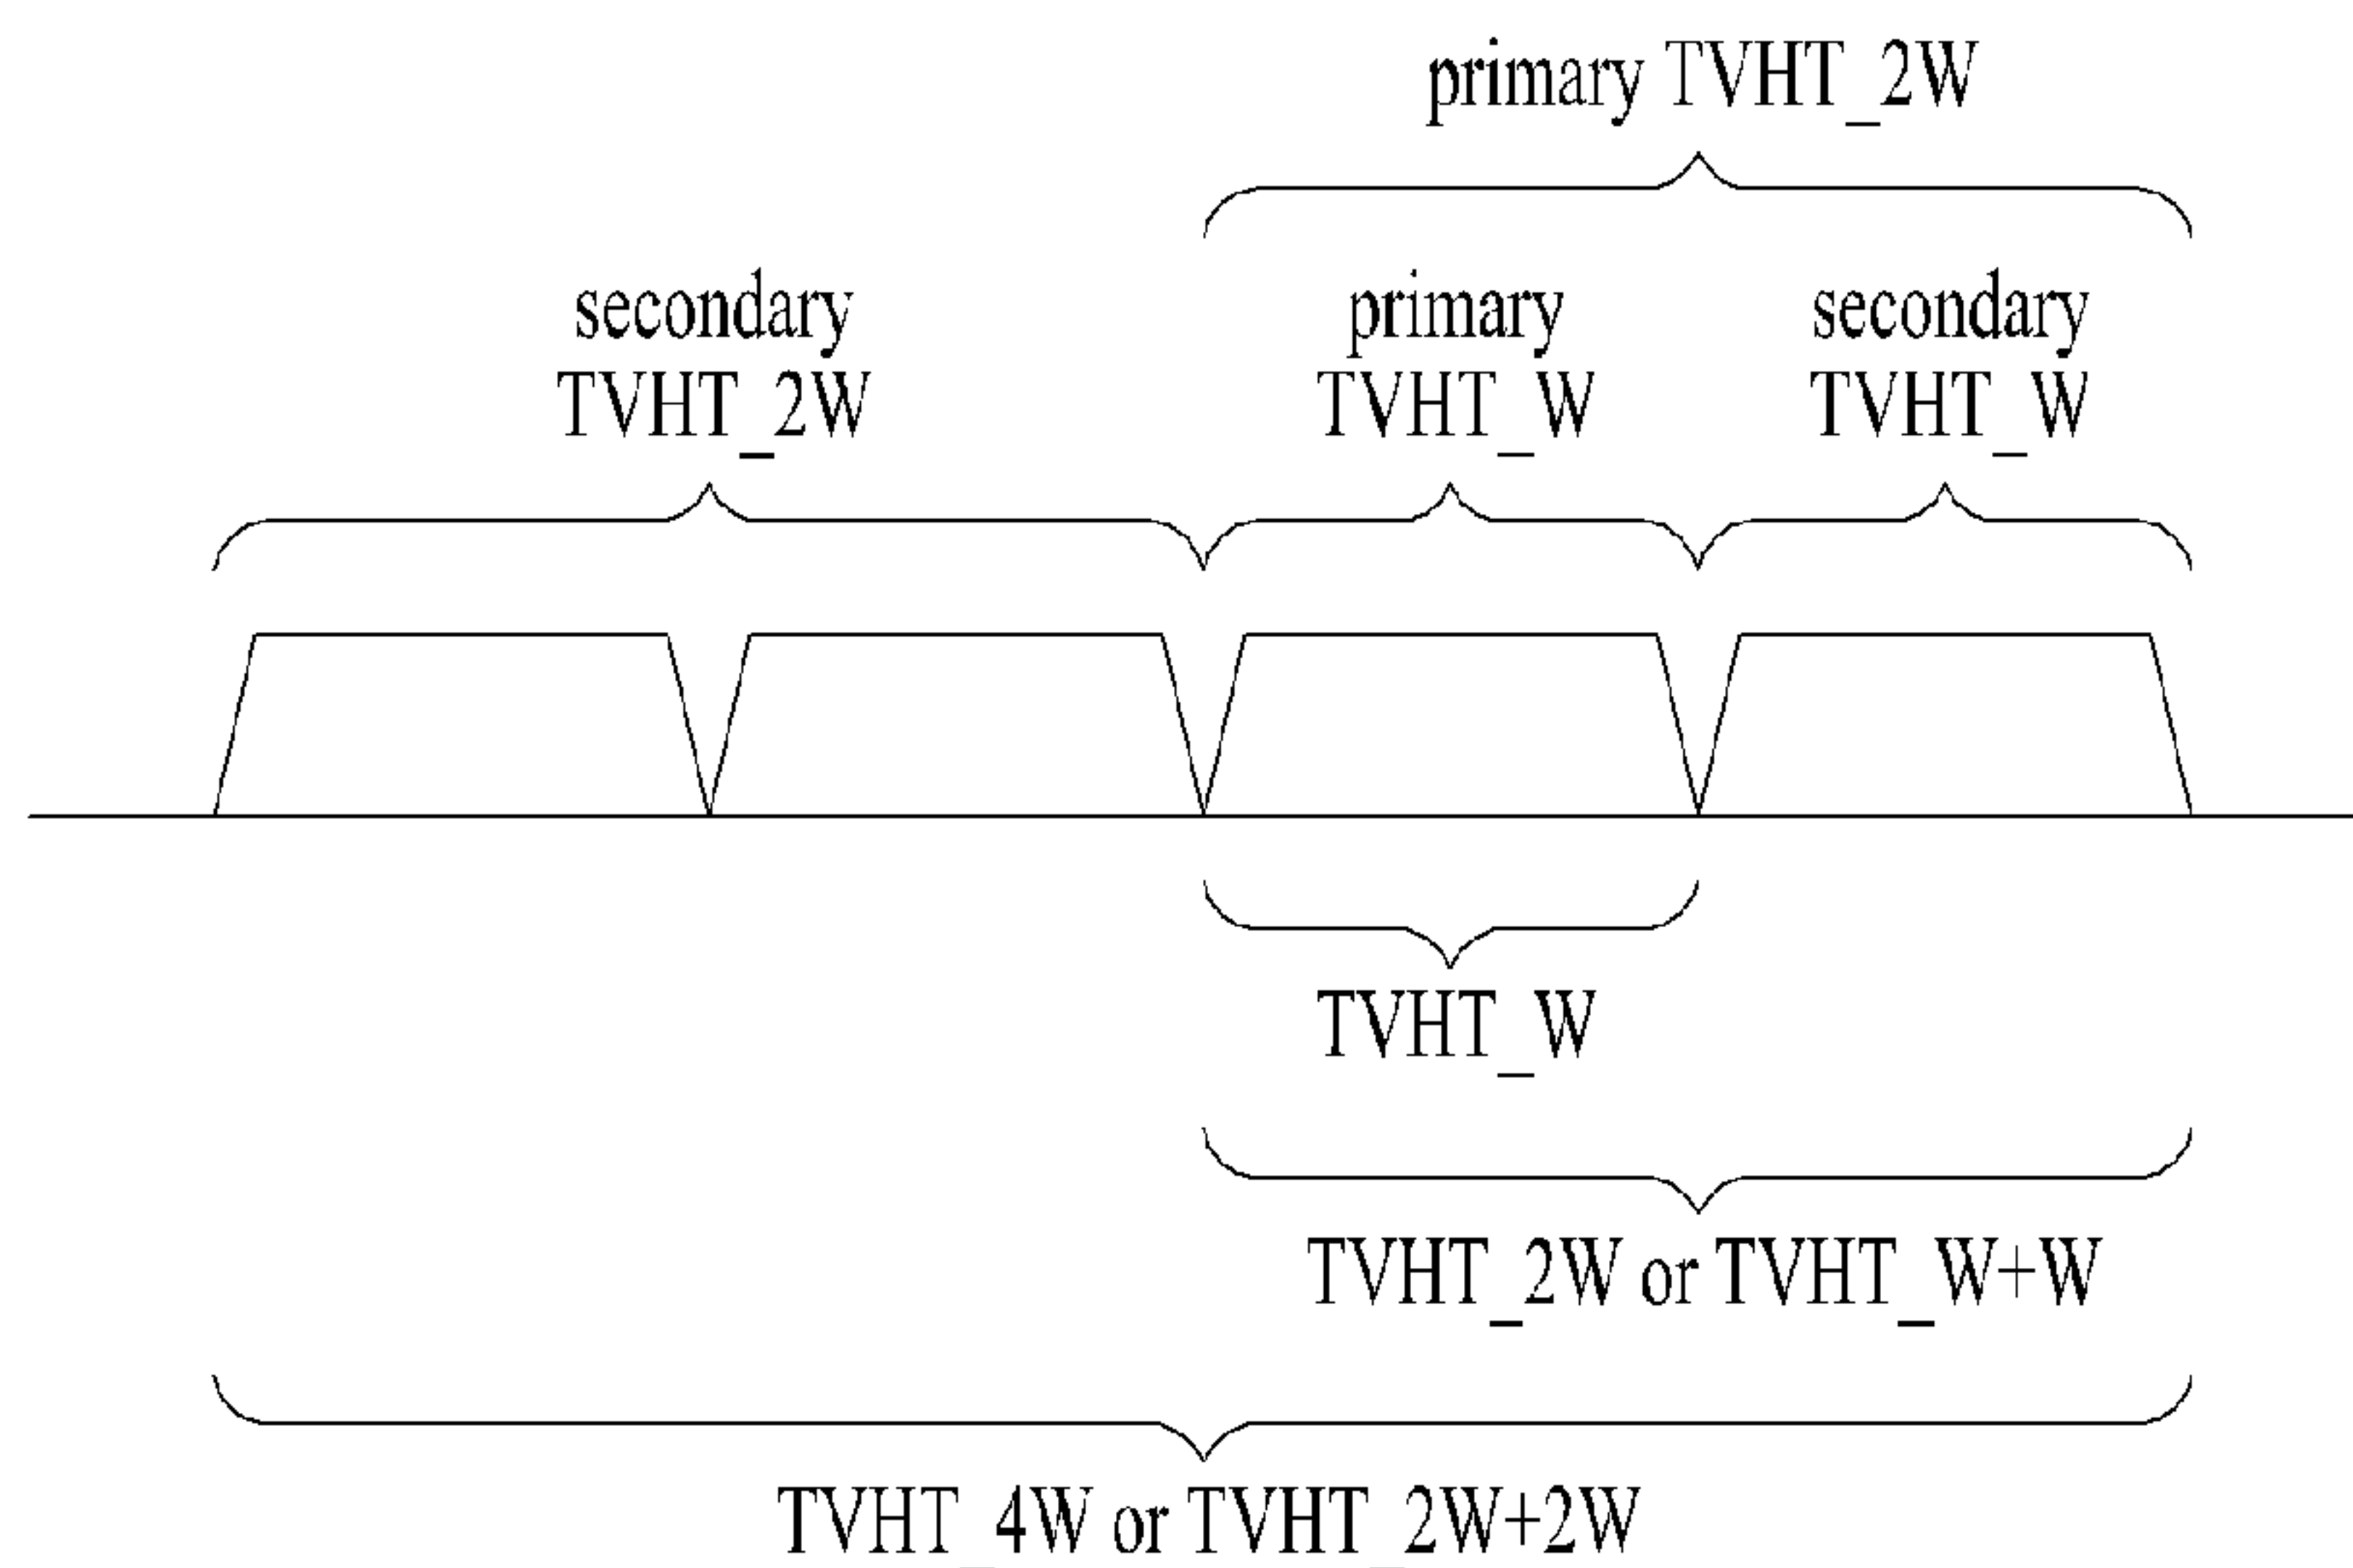 primary TVHT_2W
secondary
TVHT_2W
primary
TVHT_W
secondary
TVHT_W
TVHT_W
TVHT_2W or TVHT_W+W
TVHT_4W or TVHT_2W+2W